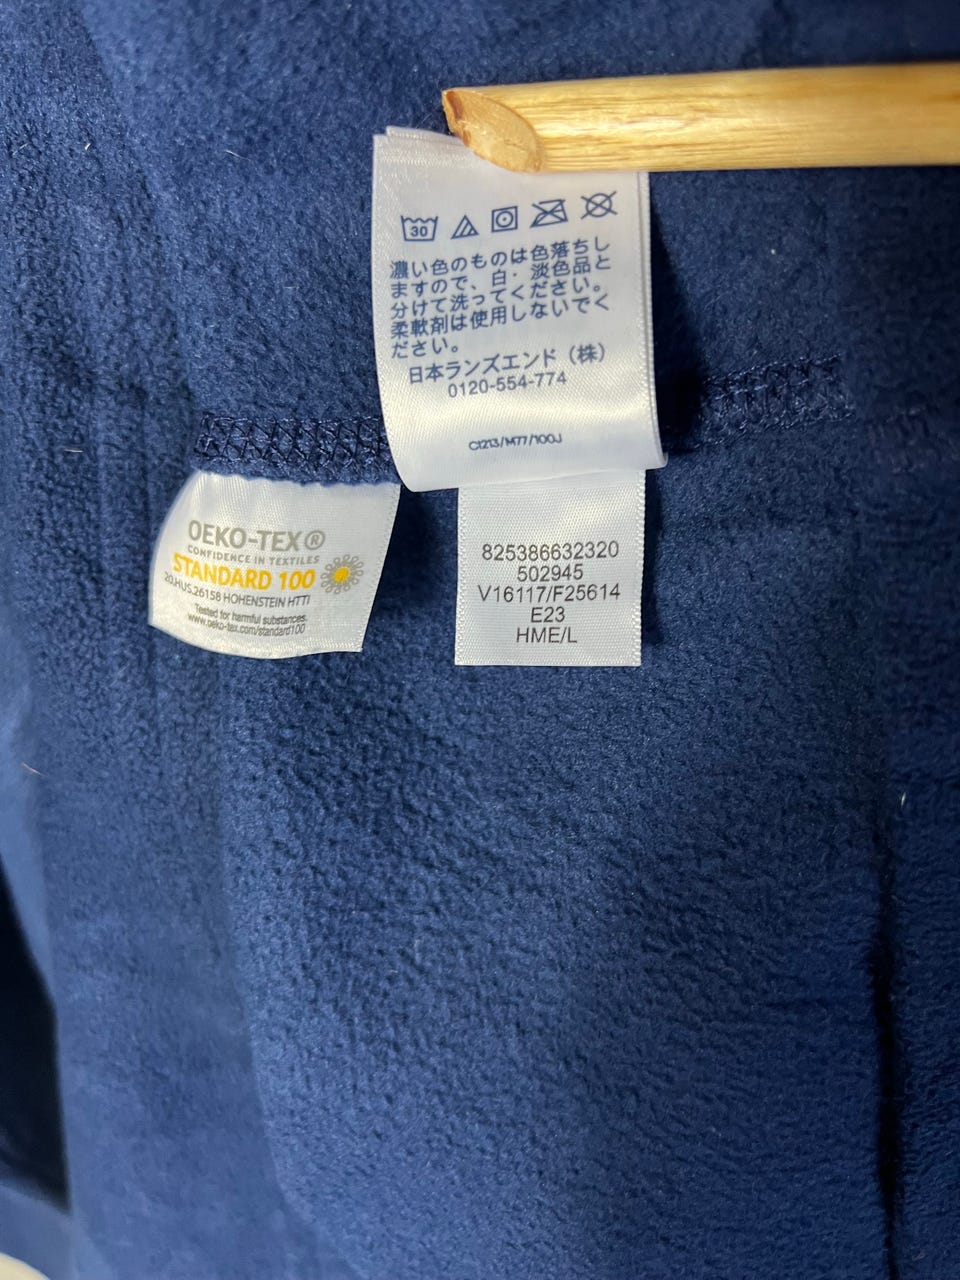 30
濃い色のものは色落ちし
ますので、白・淡色品と
分けて洗ってください。
柔軟剤は使用しないでく
ださい。
日本ランズエンド（株）
0120-554-774
C1213/M77/100J
OEKO-TEX®
CONFIDENCE IN TEXTILES
STANDARD 100
20.HUS.26158 HOHENSTEIN HTTI
Tested for harmful substances.
www.oeko-tex.com/standard100
825386632320
502945
V16117/F25614
E23
HME/L